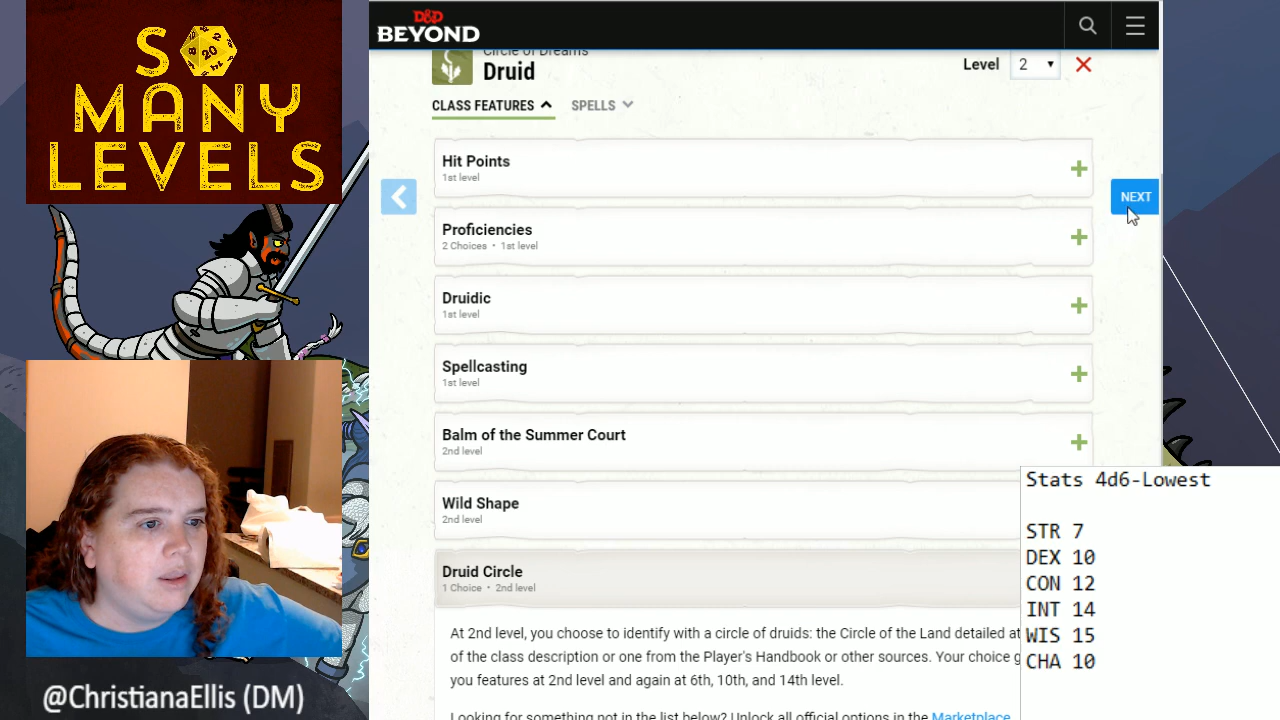 S 20
MANY
LEVELS
@ChristianaEllis (DM)
D&D
BEYOND
Circle of Dreams
Druid
Level 2
CLASS FEATURES
SPELLS
NEXT
Hit Points
1st level
Proficiencies
2 Choices • 1st level
Druidic
1st level
Spellcasting
1st level
Balm of the Summer Court
2nd level
Wild Shape
2nd level
Druid Circle
1 Choice • 2nd level
At 2nd level, you choose to identify with a circle of druids: the Circle of the Land detailed at
of the class description or one from the Player's Handbook or other sources. Your choice g
you features at 2nd level and again at 6th, 10th, and 14th level.
Looking for something not in the list below? Unlock all official options in the Marketplace.
Stats 4d6-Lowest
STR 7
DEX 10
CON 12
INT 14
WIS 15
CHA 10